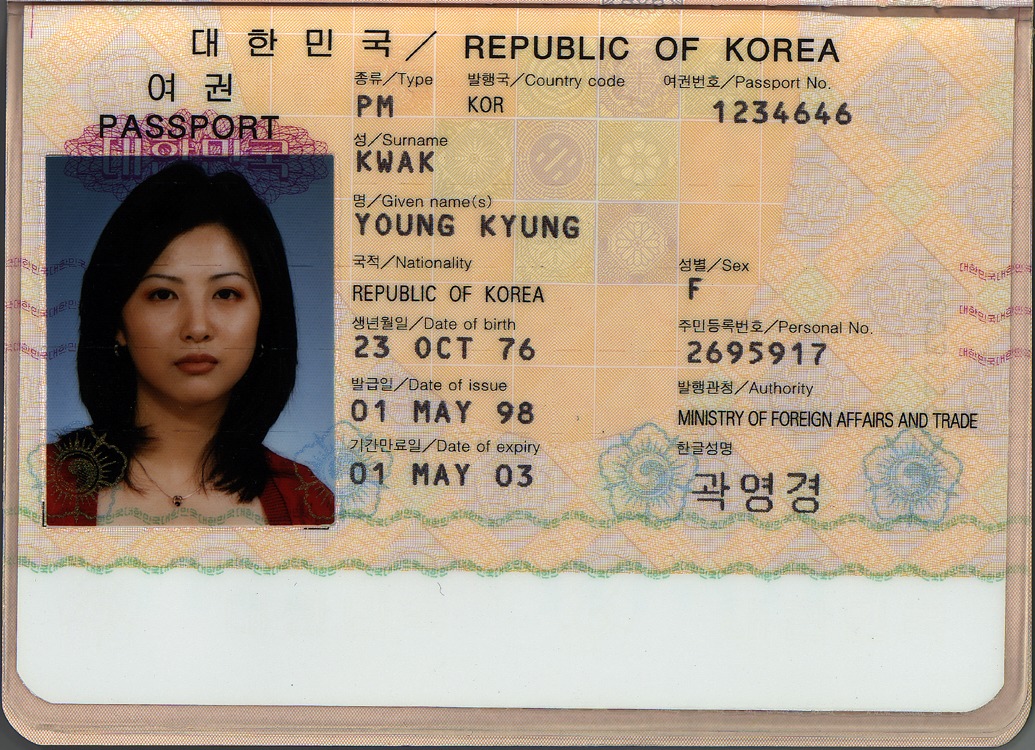 대한민국／ REPUBLIC OF KOREA
여권
PASSPORT
대한민국
종류／Type 발행국／Country code 여권번호／Passport No.
PM KOR 1234646
성／Surname
KWAK
명／Given name(s)
YOUNG KYUNG
국적／Nationality 성별／Sex
REPUBLIC OF KOREA F
생년월일／Date of birth 주민등록번호／Personal No.
23 OCT 76 2695917
발급일／Date of issue 발행관청／Authority
01 MAY 98 MINISTRY OF FOREIGN AFFAIRS AND TRADE
기간만료일／Date of expiry 한글성명
01 MAY 03 곽영경